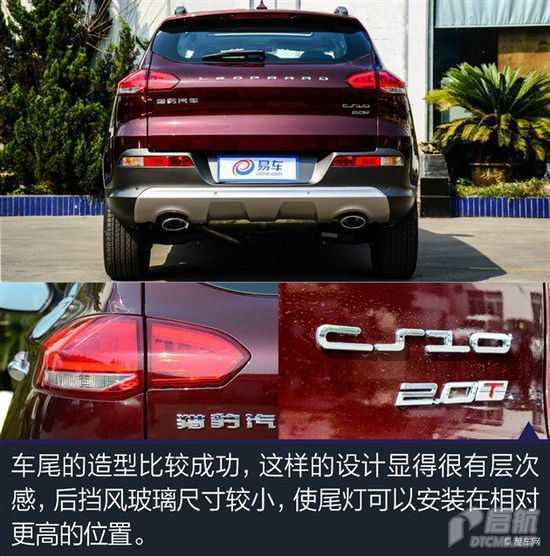 LEOPAARD
猎豹汽车
CS10
2.0T
易车
猎豹汽
CS10
2.0T
车尾的造型比较成功，这样的设计显得很有层次
感，后挡风玻璃尺寸较小，使尾灯可以安装在相对
更高的位置。
启航
©易车网